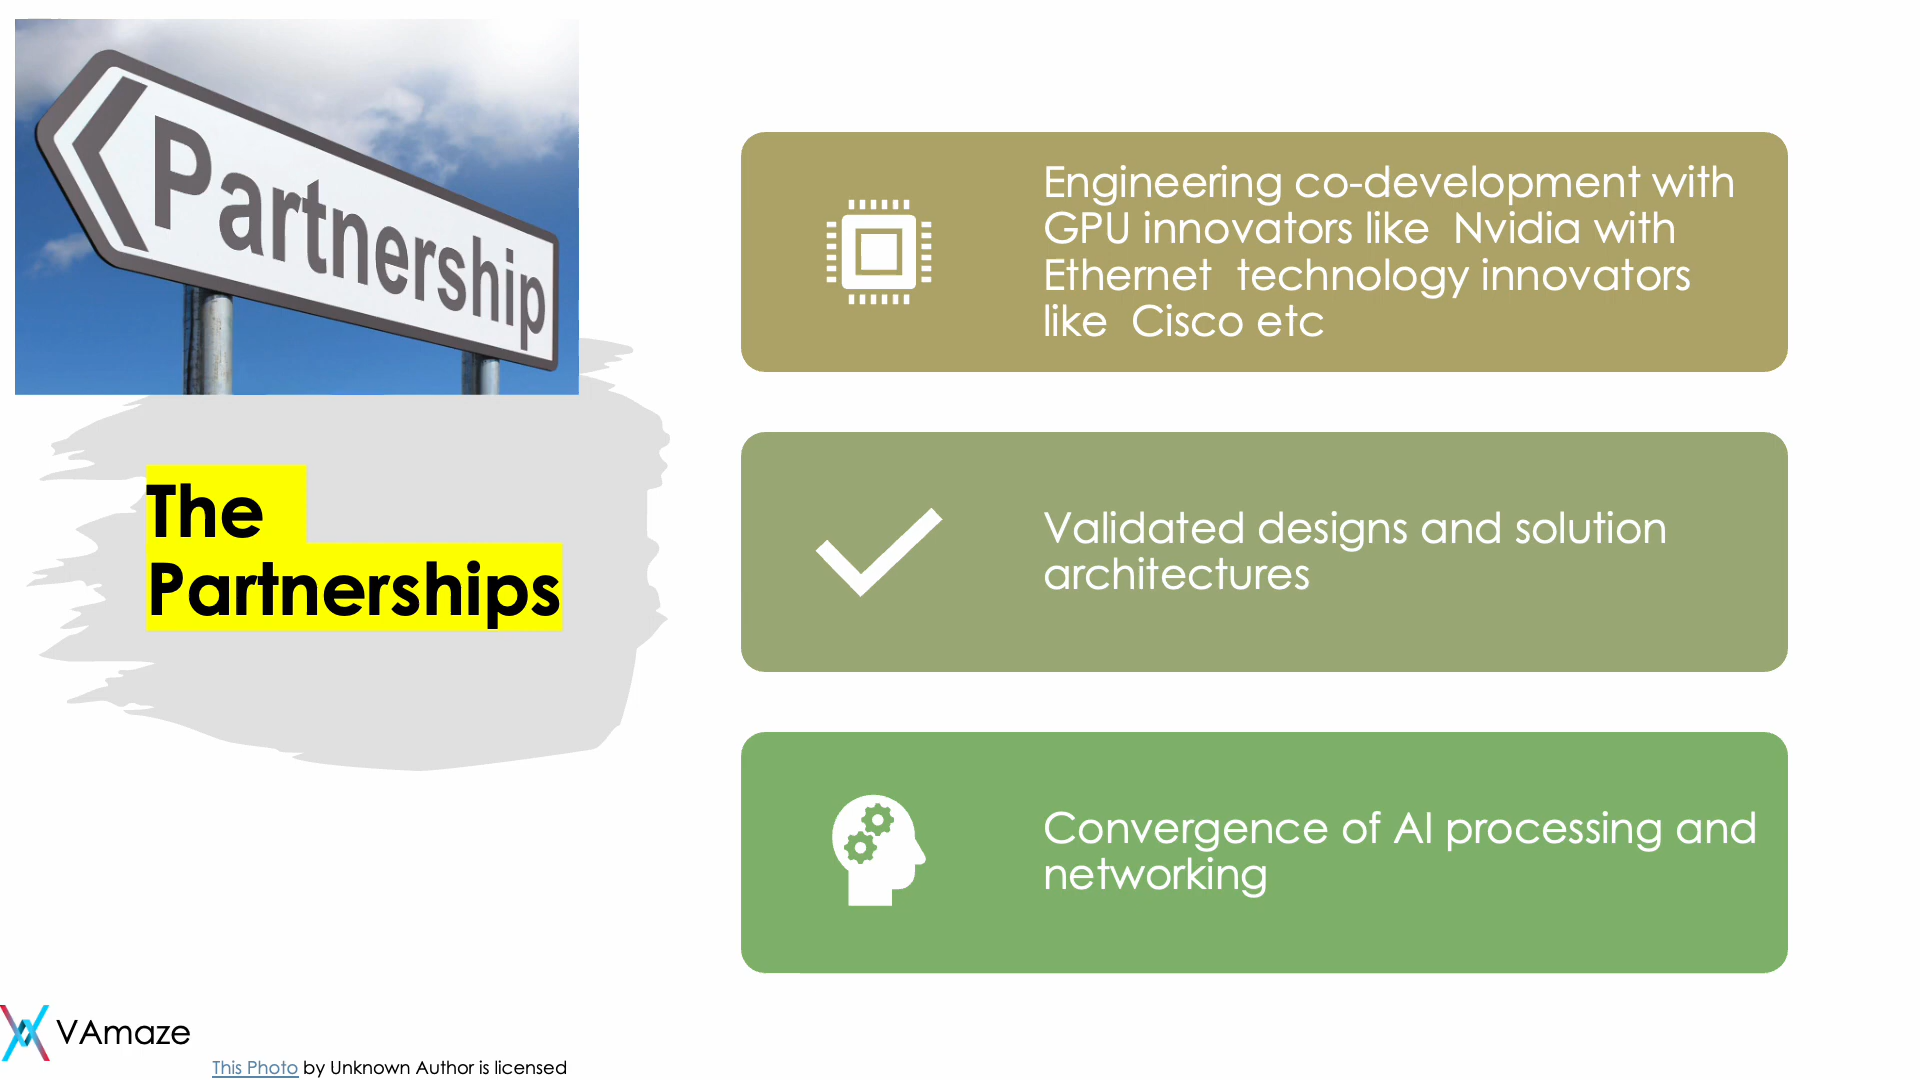 Partnership
The
Partnerships
Engineering co-development with
GPU innovators like  Nvidia with
Ethernet  technology innovators
like  Cisco etc
Validated designs and solution
architectures
Convergence of AI processing and
networking
VAmaze
This Photo by Unknown Author is licensed